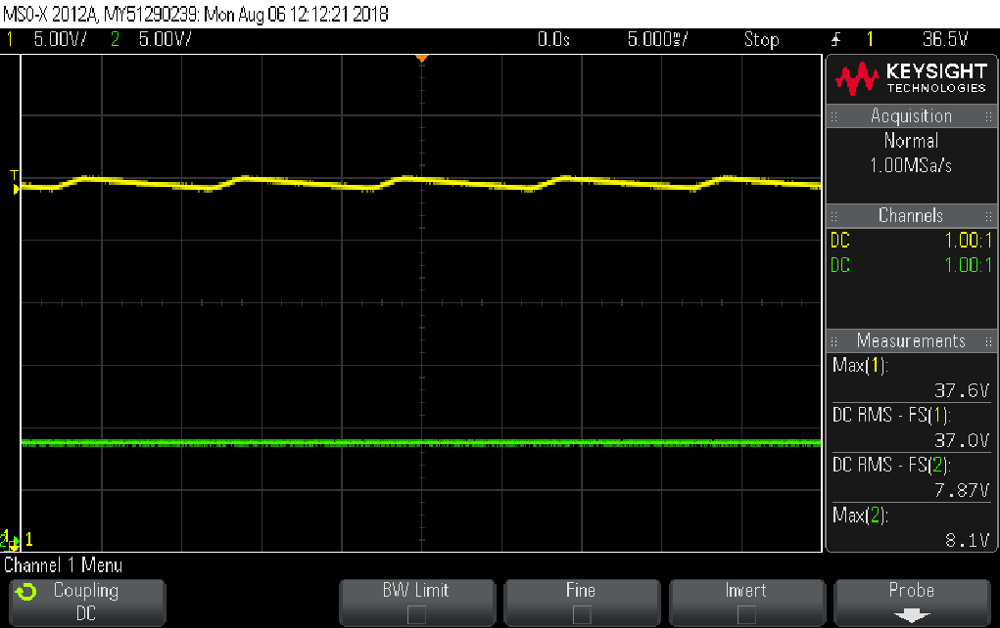 MSO-X 2012A, MY51290239: Mon Aug 06 12:12:21 2018
1 5.00V/ 2 5.00V/ 0.0s 5.000ms/ Stop 1 36.5V
KEYSIGHT
TECHNOLOGIES
Acquisition
Normal
1.00MSa/s
T
Channels
DC 1.00:1
DC 1.00:1
Measurements
Max(1):
37.6V
DC RMS - FS(1):
37.0V
DC RMS - FS(2):
7.87V
Max(2):
8.1V
1
Channel 1 Menu
Coupling
DC
BW Limit
Fine
Invert
Probe